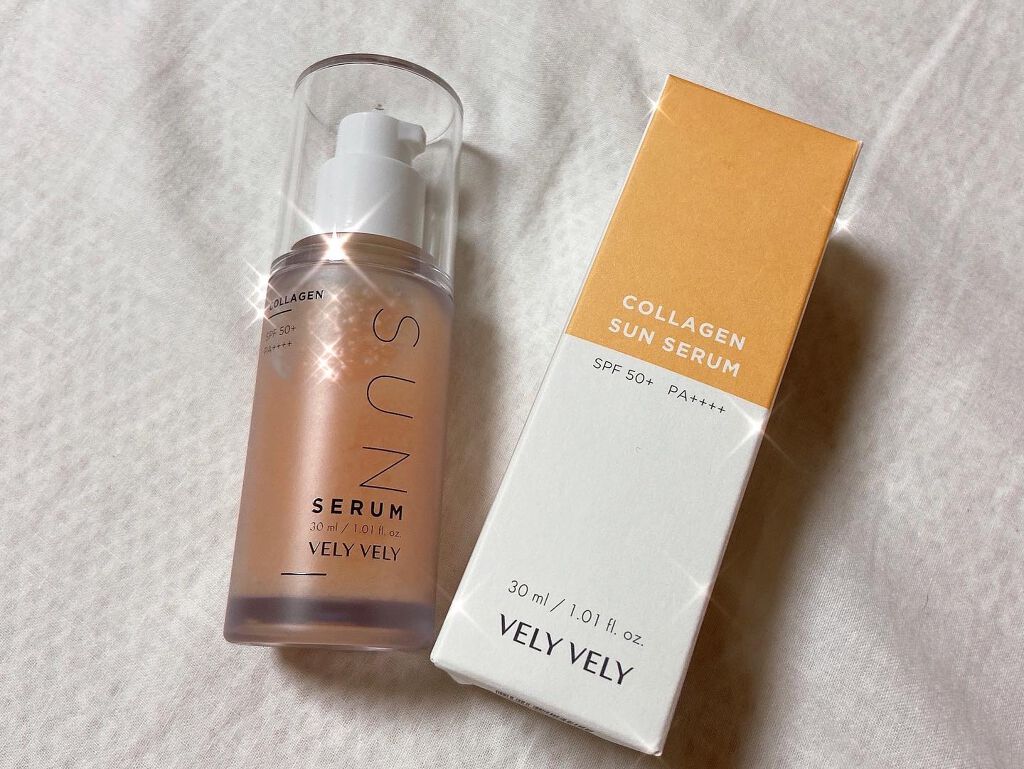 COLLAGEN
SPF 50+
PA++++
SUN
SERUM
30 ml / 1.01 fl. oz.
VELY VELY
COLLAGEN
SUN SERUM
SPF 50+ PA++++
30 ml / 1.01 fl. oz.
VELY VELY